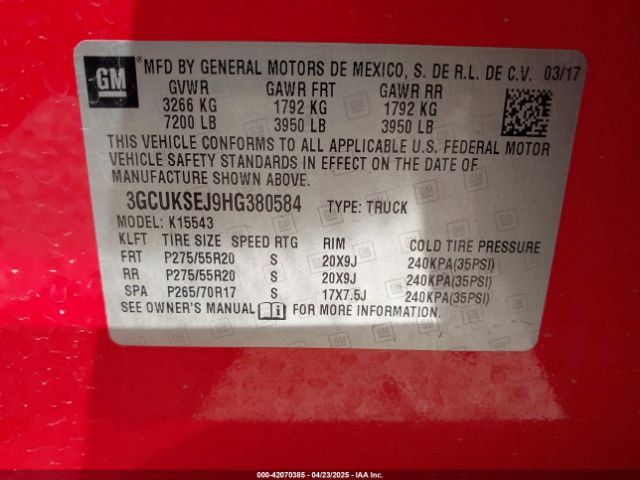 GM
MFD BY GENERAL MOTORS DE MEXICO, S. DE R.L. DE C.V. 03/17
GVWR GAWR FRT GAWR RR
3266 KG 1792 KG 1792 KG
7200 LB 3950 LB 3950 LB
THIS VEHICLE CONFORMS TO ALL APPLICABLE U.S. FEDERAL MOTOR
VEHICLE SAFETY STANDARDS IN EFFECT ON THE DATE OF
MANUFACTURE SHOWN ABOVE.
3GCUKSEJ9HG380584 TYPE: TRUCK
MODEL: K15543
KLFT TIRE SIZE SPEED RTG RIM COLD TIRE PRESSURE
FRT P275/55R20 S 20X9J 240KPA(35PSI)
RR P275/55R20 S 20X9J 240KPA(35PSI)
SPA P265/70R17 S 17X7.5J 240KPA(35PSI)
SEE OWNER'S MANUAL FOR MORE INFORMATION.
000-42070385 - 04/23/2025 - IAAI.COM